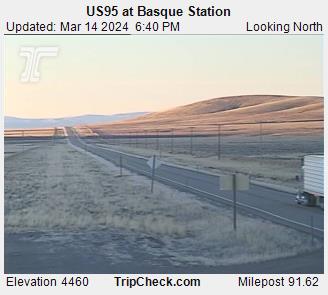 US95 at Basque Station
Updated: Mar 14 2024 6:40 PM Looking North
Elevation 4460 TripCheck.com Milepost 91.62